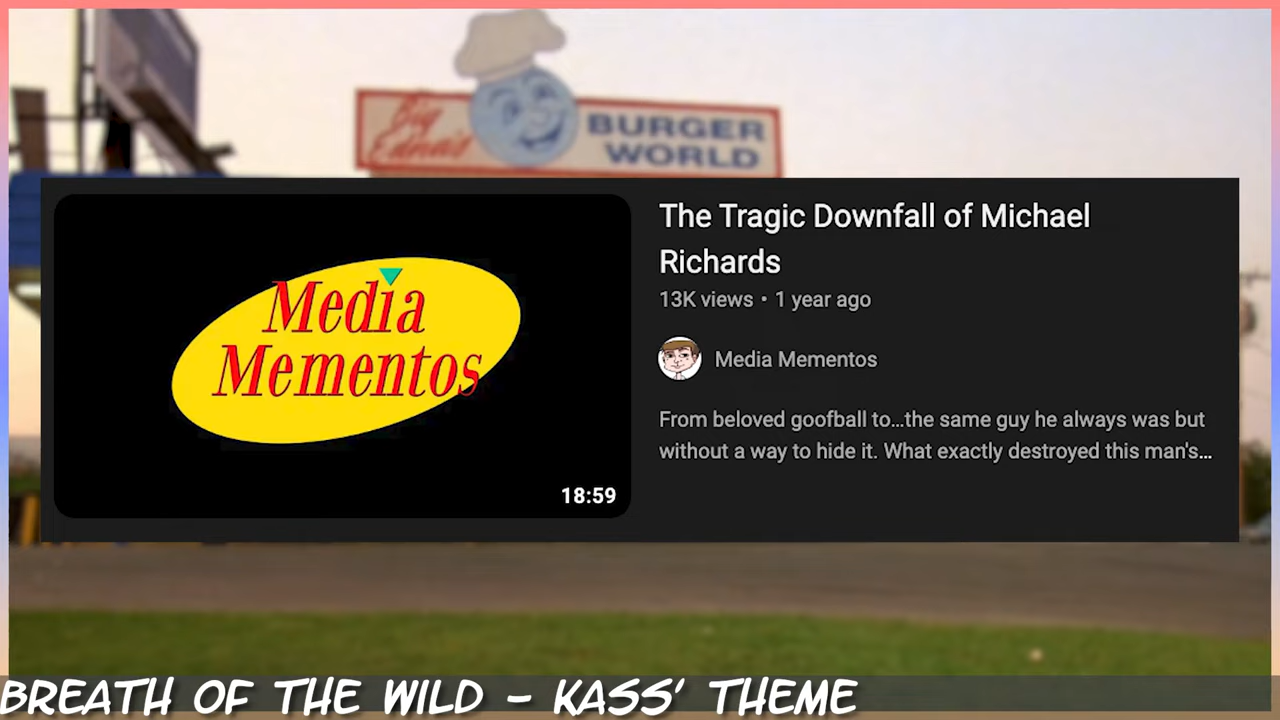 Big
Edna's
BURGER
WORLD
Media
Mementos
18:59
The Tragic Downfall of Michael
Richards
13K views • 1 year ago
Media Mementos
From beloved goofball to...the same guy he always was but
without a way to hide it. What exactly destroyed this man's...
BREATH OF THE WILD - KASS' THEME